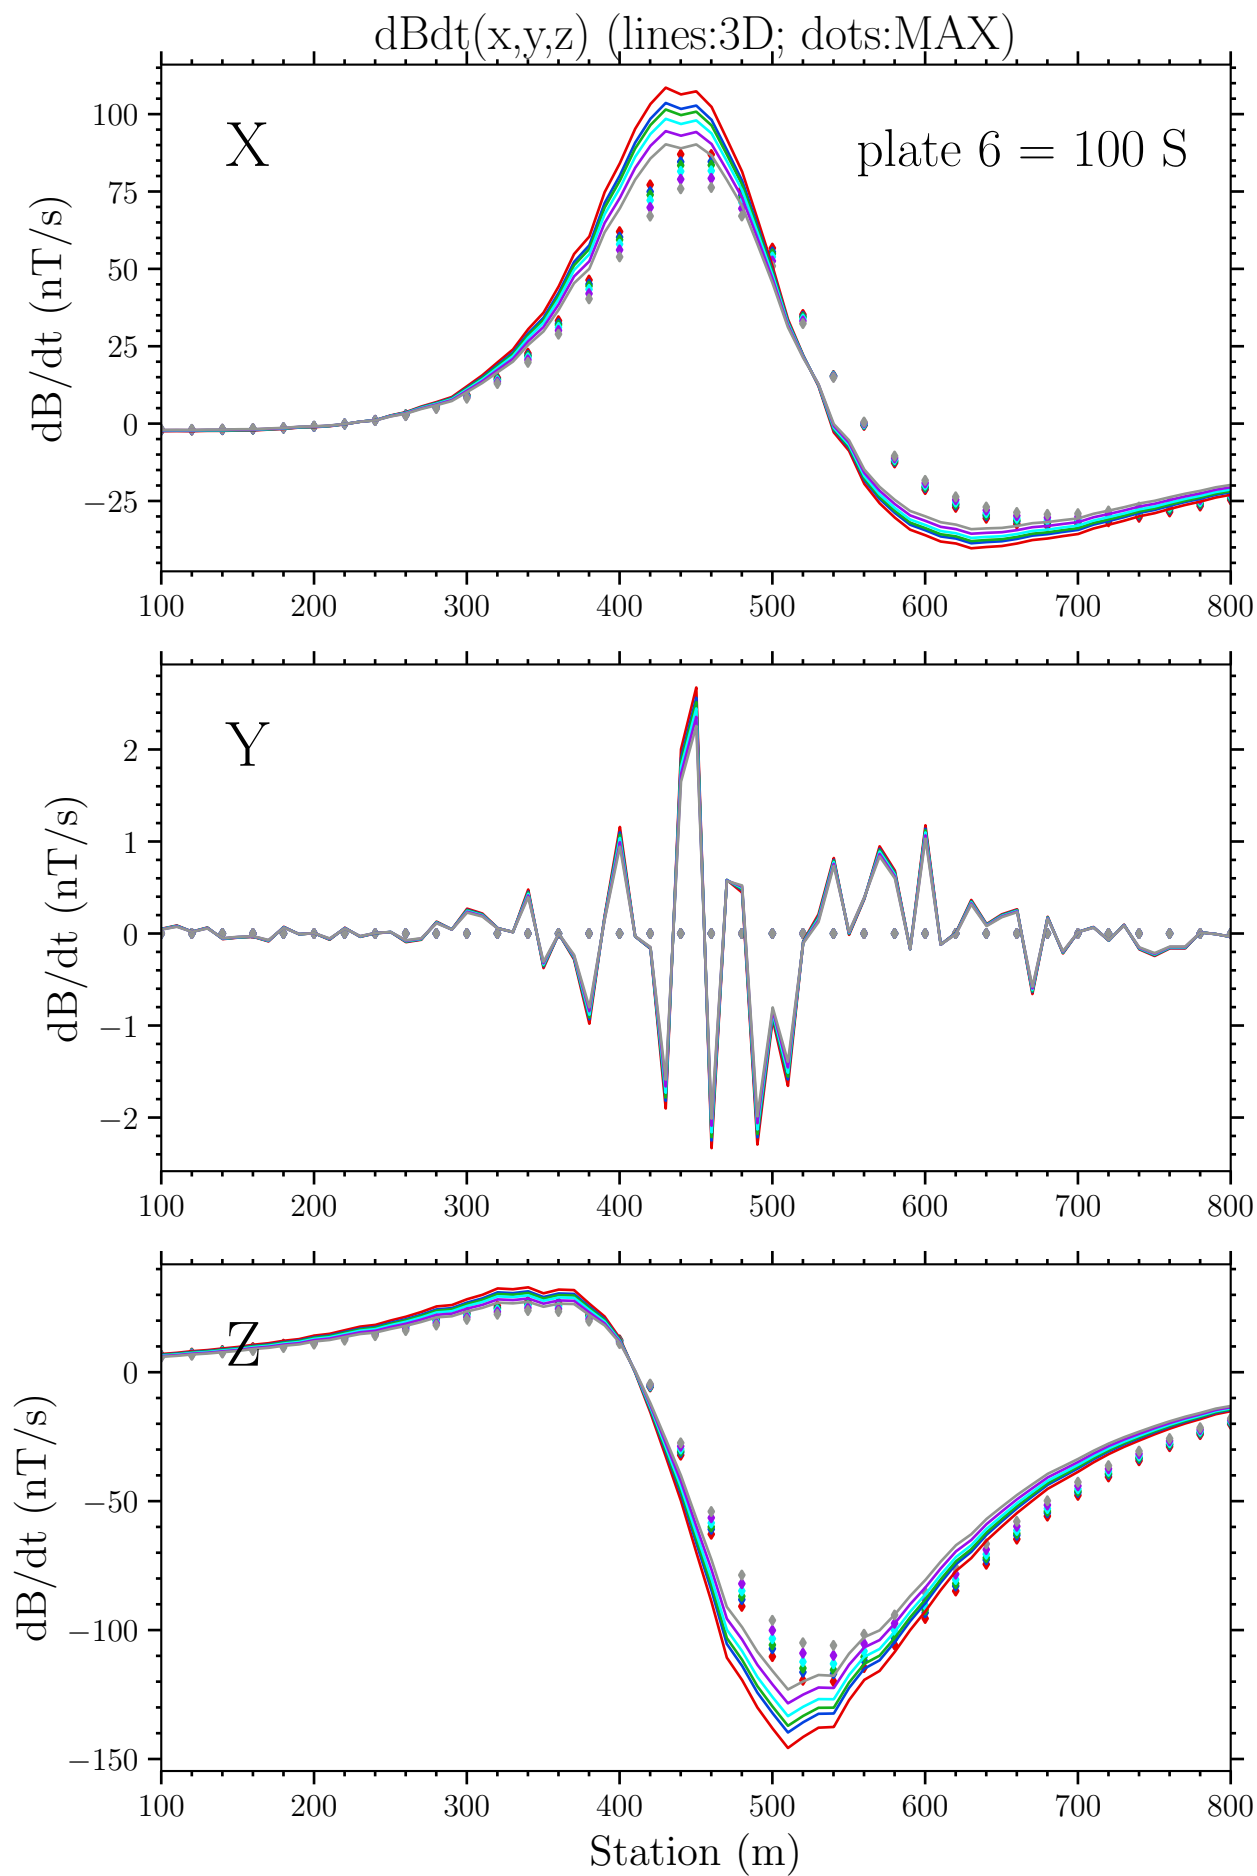 dBdt(x,y,z) (lines:3D; dots:MAX)
X
plate 6 = 100 S
dB/dt (nT/s)
100
75
50
25
0
−25
100 200 300 400 500 600 700 800
Y
dB/dt (nT/s)
2
1
0
−1
−2
100 200 300 400 500 600 700 800
Z
dB/dt (nT/s)
0
−50
−100
−150
100 200 300 400 500 600 700 800
Station (m)